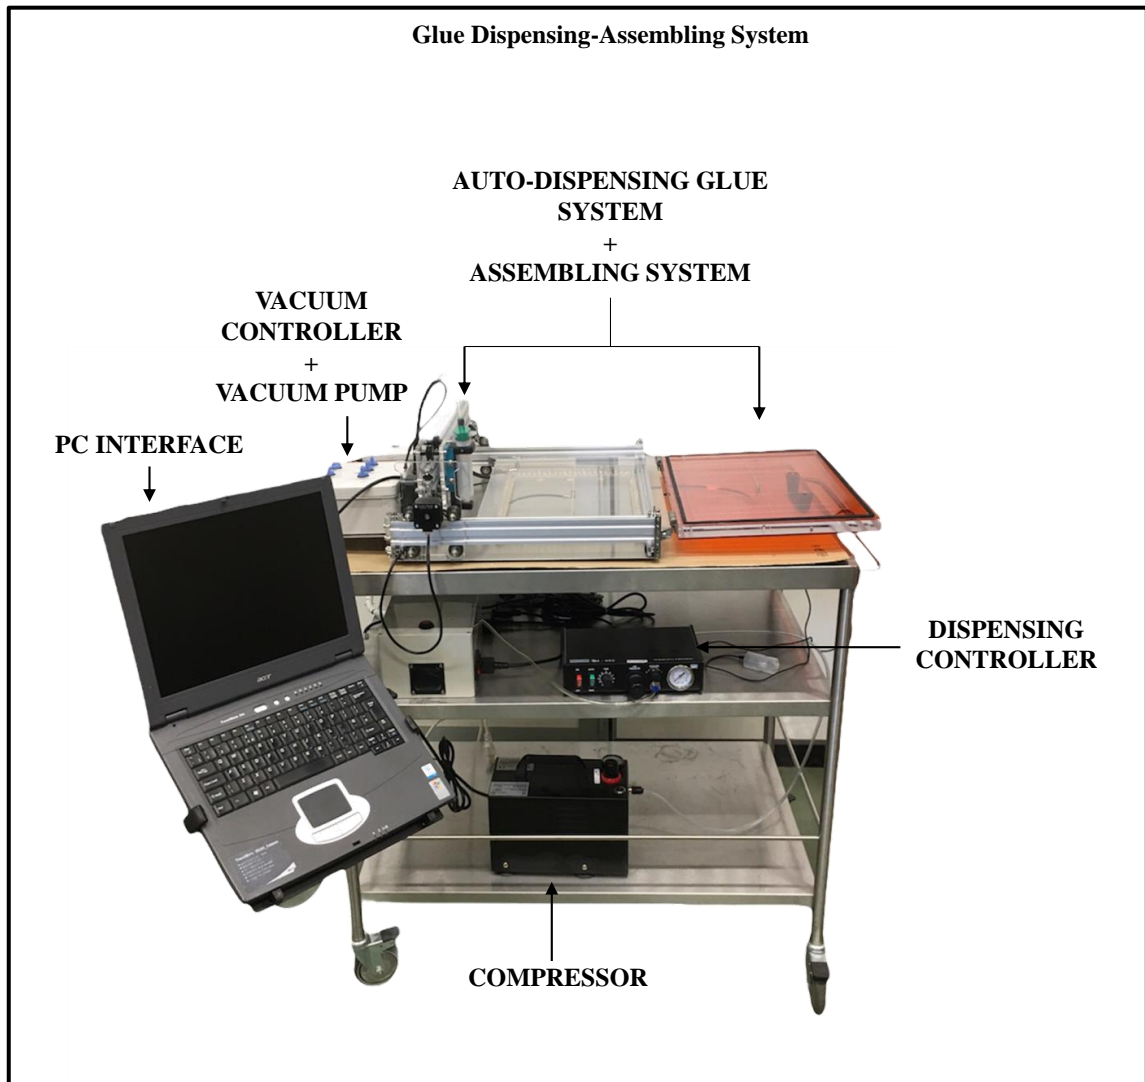 Glue Dispensing-Assembling System
AUTO-DISPENSING GLUE
SYSTEM
+
ASSEMBLING SYSTEM
VACUUM
CONTROLLER
+
VACUUM PUMP
PC INTERFACE
DISPENSING
CONTROLLER
acer
COMPRESSOR